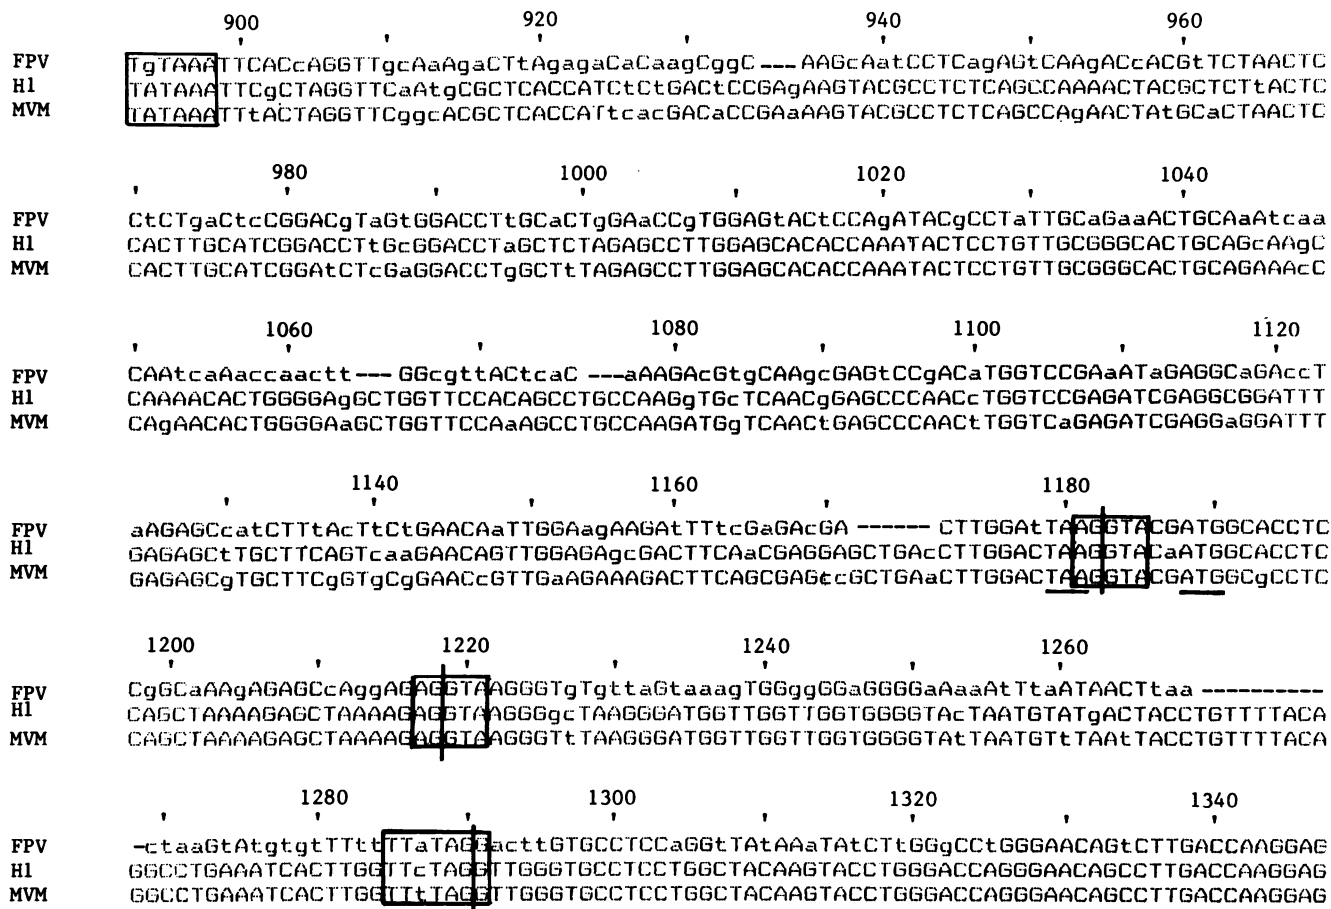 900 920 940 960
FPV TgTAAATTCACcAGGTTgcAaAgaCTtAgagaCaCaagCggC---AAGcAatCCTCagAGtCAAgACcACGtTCTAACTC
H1 TATAAATTCgCTAGGTTCaAtgCGCTCACCATCtCtGActCCGAgAAGTACGCCTCTCAGCCAAAACTACGCTCTtACTC
MVM TATAAATTtACTAGGTTCggcACGCTCACCATtcacGACaCCGAaAAGTACGCCTCTCAGCCAgAACTAtGCaCTAACTC
980 1000 1020 1040
FPV CtCTgaCtcCGGACgTaGtGGACCTtGCaCTgGAaCCgTGGAGtACtCCAgATACgCCTaTTGCaGaaACTGCAaAtcaa
H1 CACTTGCATCGGACCTtGcGGACCTaGCTCTAGAGCCTTGGAGCACACCAAATACTCCTGTTGCGGGCACTGCAGcAAgC
MVM CACTTGCATCGGAtCTcGaGGACCTgGCTtTAGAGCCTTGGAGCACACCAAATACTCCTGTTGCGGGCACTGCAGAAAcC
1060 1080 1100 1120
FPV CAAtcaAaccaactt---GGcgttACtcaC---aAAGAcGtgCAAgcGAGtCCgACaTGGTCCGAaATaGAGGCaGAccT
H1 CAAAACACTGGGGAgGCTGGTTCCACAGCCTGCCAAGgTGcTCAACgGAGCCCAACcTGGTCCGAGATCGAGGCGGATTT
MVM CAgAACACTGGGGAaGCTGGTTCCAaAGCCTGCCAAGATGgTCAACtGAGCCCAACtTGGTCaGAGATCGAGGaGGATTT
1140 1160 1180
FPV aAGAGCcatCTTtAcTtCtGAACAaTTGGAagAAGAtTTtcGaGAcGA------CTTGGAtTAAGGTACGATGGCACCTC
H1 GAGAGCtTGCTTCAGTcaaGAACAGTTGGAGAgcGACTTCAaCGAGGAGCTGAcCTTGGACTAAGGTACaATGGCACCTC
MVM GAGAGCgTGCTTCgGTgCgGAACcGTTGaAGAAAGACTTCAGCGAGtcGCTGAaCTTGGACTAAGGTACGATGGCgCCTC
1200 1220 1240 1260
FPV CgGCaAAgAGAGCcAggAGAGGTAAGGGTgTgttaGtaaagTGGggGGaGGGGaAaaAtTtaATAACTtaa----------
H1 CAGCTAAAAGAGCTAAAAGAGGTAAGGGgcTAAGGGATGGTTGGTTGGTGGGGTAcTAATGTATgACTACCTGTTTTACA
MVM CAGCTAAAAGAGCTAAAAGAGGTAAGGGTtTAAGGGATGGTTGGTTGGTGGGGTAtTAATGTtTAAtTACCTGTTTTACA
1280 1300 1320 1340
FPV -ctaaGtAtgtgtTTttTTaTAGGacttGTGCCTCCAgGTtATAAaTAtCTtGGgCCtGGGAACAGtCTTGACCAAGGAG
H1 GGCCTGAAATCACTTGGTTcTAGGTTGGGTGCCTCCTGGCTACAAGTACCTGGGACCAGGGAACAGCCTTGACCAAGGAG
MVM GGCCTGAAATCACTTGGTTtTAGGTTGGGTGCCTCCTGGCTACAAGTACCTGGGACCAGGGAACAGCCTTGACCAAGGAG